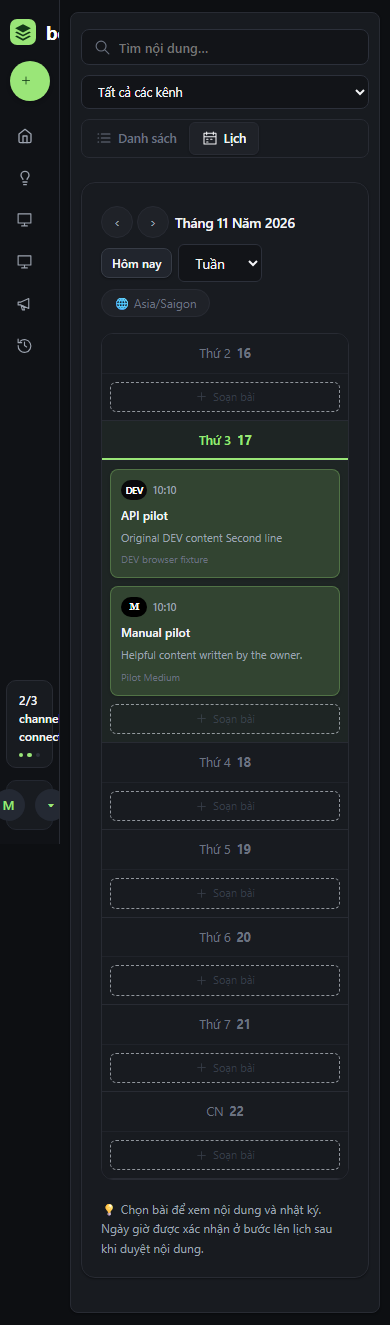 Tìm nội dung...
Tất cả các kênh
Danh sách
Lịch
‹ › Tháng 11 Năm 2026
Hôm nay
Tuần
Asia/Saigon
Thứ 2 16
+ Soạn bài
Thứ 3 17
DEV 10:10
API pilot
Original DEV content Second line
DEV browser fixture
M 10:10
Manual pilot
Helpful content written by the owner.
Pilot Medium
+ Soạn bài
Thứ 4 18
+ Soạn bài
Thứ 5 19
+ Soạn bài
Thứ 6 20
+ Soạn bài
Thứ 7 21
+ Soạn bài
CN 22
+ Soạn bài
Chọn bài để xem nội dung và nhật ký.
Ngày giờ được xác nhận ở bước lên lịch sau
khi duyệt nội dung.
+
2/3
channe
connec
M